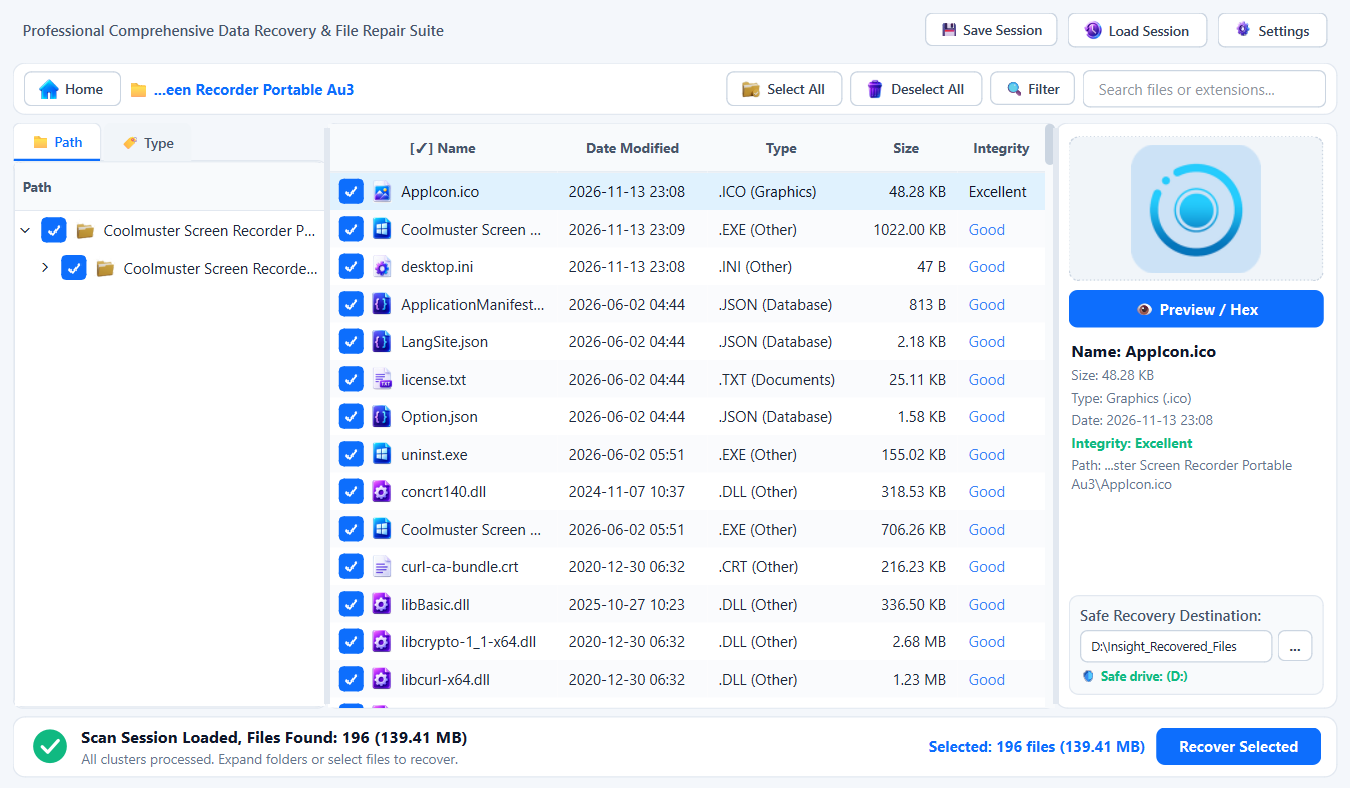 Professional Comprehensive Data Recovery & File Repair Suite
Save Session
Load Session
Settings
Home
...een Recorder Portable Au3
Select All
Deselect All
Filter
Search files or extensions...
Path
Type
Path
Coolmuster Screen Recorder P...
Coolmuster Screen Recorde...
[✓] Name Date Modified Type Size Integrity
AppIcon.ico 2026-11-13 23:08 .ICO (Graphics) 48.28 KB Excellent
Coolmuster Screen ... 2026-11-13 23:09 .EXE (Other) 1022.00 KB Good
desktop.ini 2026-11-13 23:08 .INI (Other) 47 B Good
ApplicationManifest... 2026-06-02 04:44 .JSON (Database) 813 B Good
LangSite.json 2026-06-02 04:44 .JSON (Database) 2.18 KB Good
license.txt 2026-06-02 04:44 .TXT (Documents) 25.11 KB Good
Option.json 2026-06-02 04:44 .JSON (Database) 1.58 KB Good
uninst.exe 2026-06-02 05:51 .EXE (Other) 155.02 KB Good
concrt140.dll 2024-11-07 10:37 .DLL (Other) 318.53 KB Good
Coolmuster Screen ... 2026-06-02 05:51 .EXE (Other) 706.26 KB Good
curl-ca-bundle.crt 2020-12-30 06:32 .CRT (Other) 216.23 KB Good
libBasic.dll 2025-10-27 10:23 .DLL (Other) 336.50 KB Good
libcrypto-1_1-x64.dll 2020-12-30 06:32 .DLL (Other) 2.68 MB Good
libcurl-x64.dll 2020-12-30 06:32 .DLL (Other) 1.23 MB Good
Preview / Hex
Name: AppIcon.ico
Size: 48.28 KB
Type: Graphics (.ico)
Date: 2026-11-13 23:08
Integrity: Excellent
Path: ...ster Screen Recorder Portable
Au3\AppIcon.ico
Safe Recovery Destination:
D:\Insight_Recovered_Files
...
Safe drive: (D:)
Scan Session Loaded, Files Found: 196 (139.41 MB)
All clusters processed. Expand folders or select files to recover.
Selected: 196 files (139.41 MB)
Recover Selected